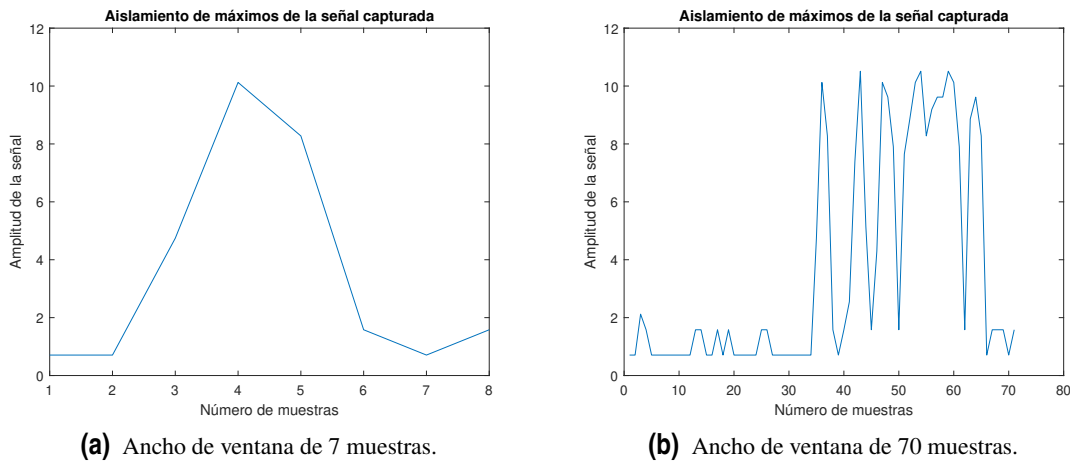 Aislamiento de máximos de la señal capturada
12
10
8
6
4
2
0
1 2 3 4 5 6 7 8
Amplitud de la señal
Número de muestras
(a) Ancho de ventana de 7 muestras.
Aislamiento de máximos de la señal capturada
12
10
8
6
4
2
0
0 10 20 30 40 50 60 70 80
Amplitud de la señal
Número de muestras
(b) Ancho de ventana de 70 muestras.